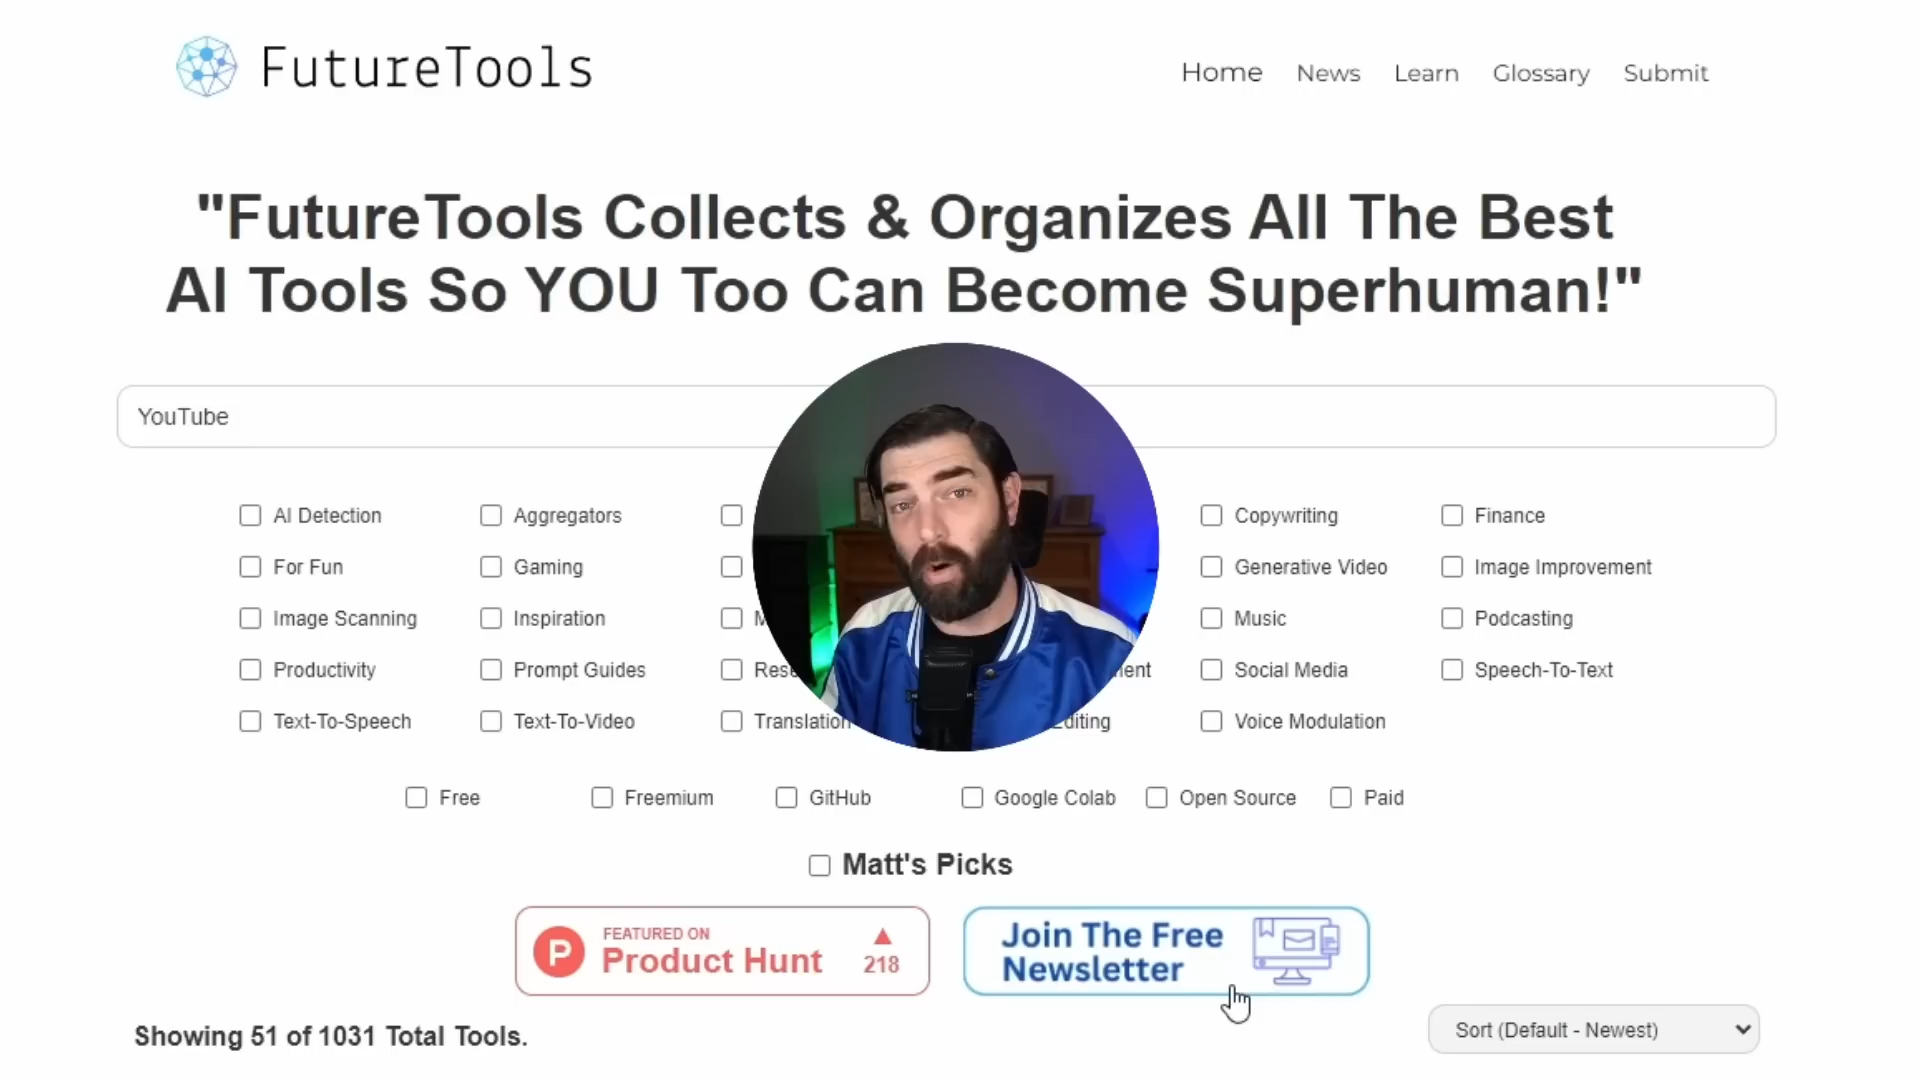 FutureTools
Home News Learn Glossary Submit
"FutureTools Collects & Organizes All The Best
AI Tools So YOU Too Can Become Superhuman!"
YouTube
AI Detection Aggregators Copywriting Finance
For Fun Gaming Generative Video Image Improvement
Image Scanning Inspiration Music Podcasting
Productivity Prompt Guides Social Media Speech-To-Text
Text-To-Speech Text-To-Video Translation Editing Voice Modulation
Free Freemium GitHub Google Colab Open Source Paid
Matt's Picks
FEATURED ON
Product Hunt
218
Join The Free
Newsletter
Showing 51 of 1031 Total Tools.
Sort (Default - Newest)